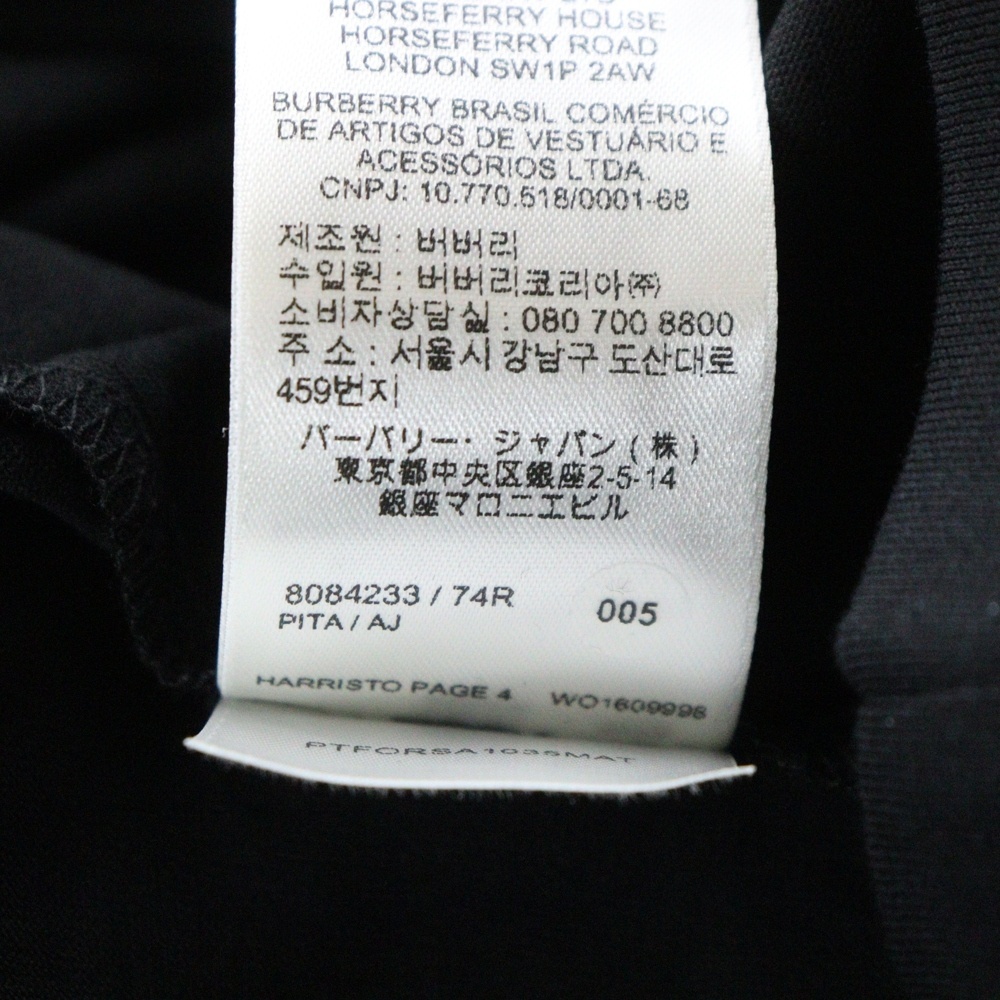 HORSEFERRY HOUSE
HORSEFERRY ROAD
LONDON SW1P 2AW
BURBERRY BRASIL COMÉRCIO
DE ARTIGOS DE VESTUÁRIO E
ACESSÓRIOS LTDA.
CNPJ: 10.770.518/0001-68
제조원 : 버버리
수입원 : 버버리코리아㈜
소비자상담실 : 080 700 8800
주 소 : 서울시 강남구 도산대로
459번지
バーバリー・ジャパン ( 株 )
東京都中央区銀座2-5-14
銀座マロニエビル
8084233 / 74R
005
PITA / AJ
HARRISTO PAGE 4 WO1609996
PTFORSA1035MAT